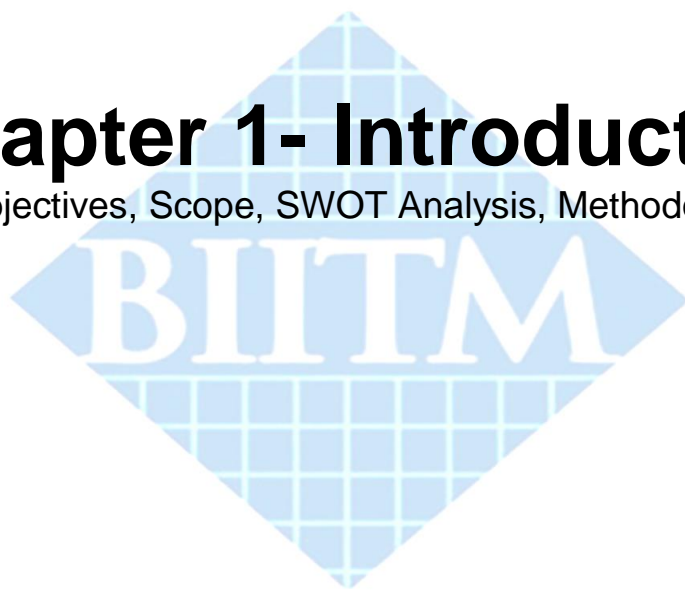 apter 1- Introduct
jectives, Scope, SWOT Analysis, Method
BIITM